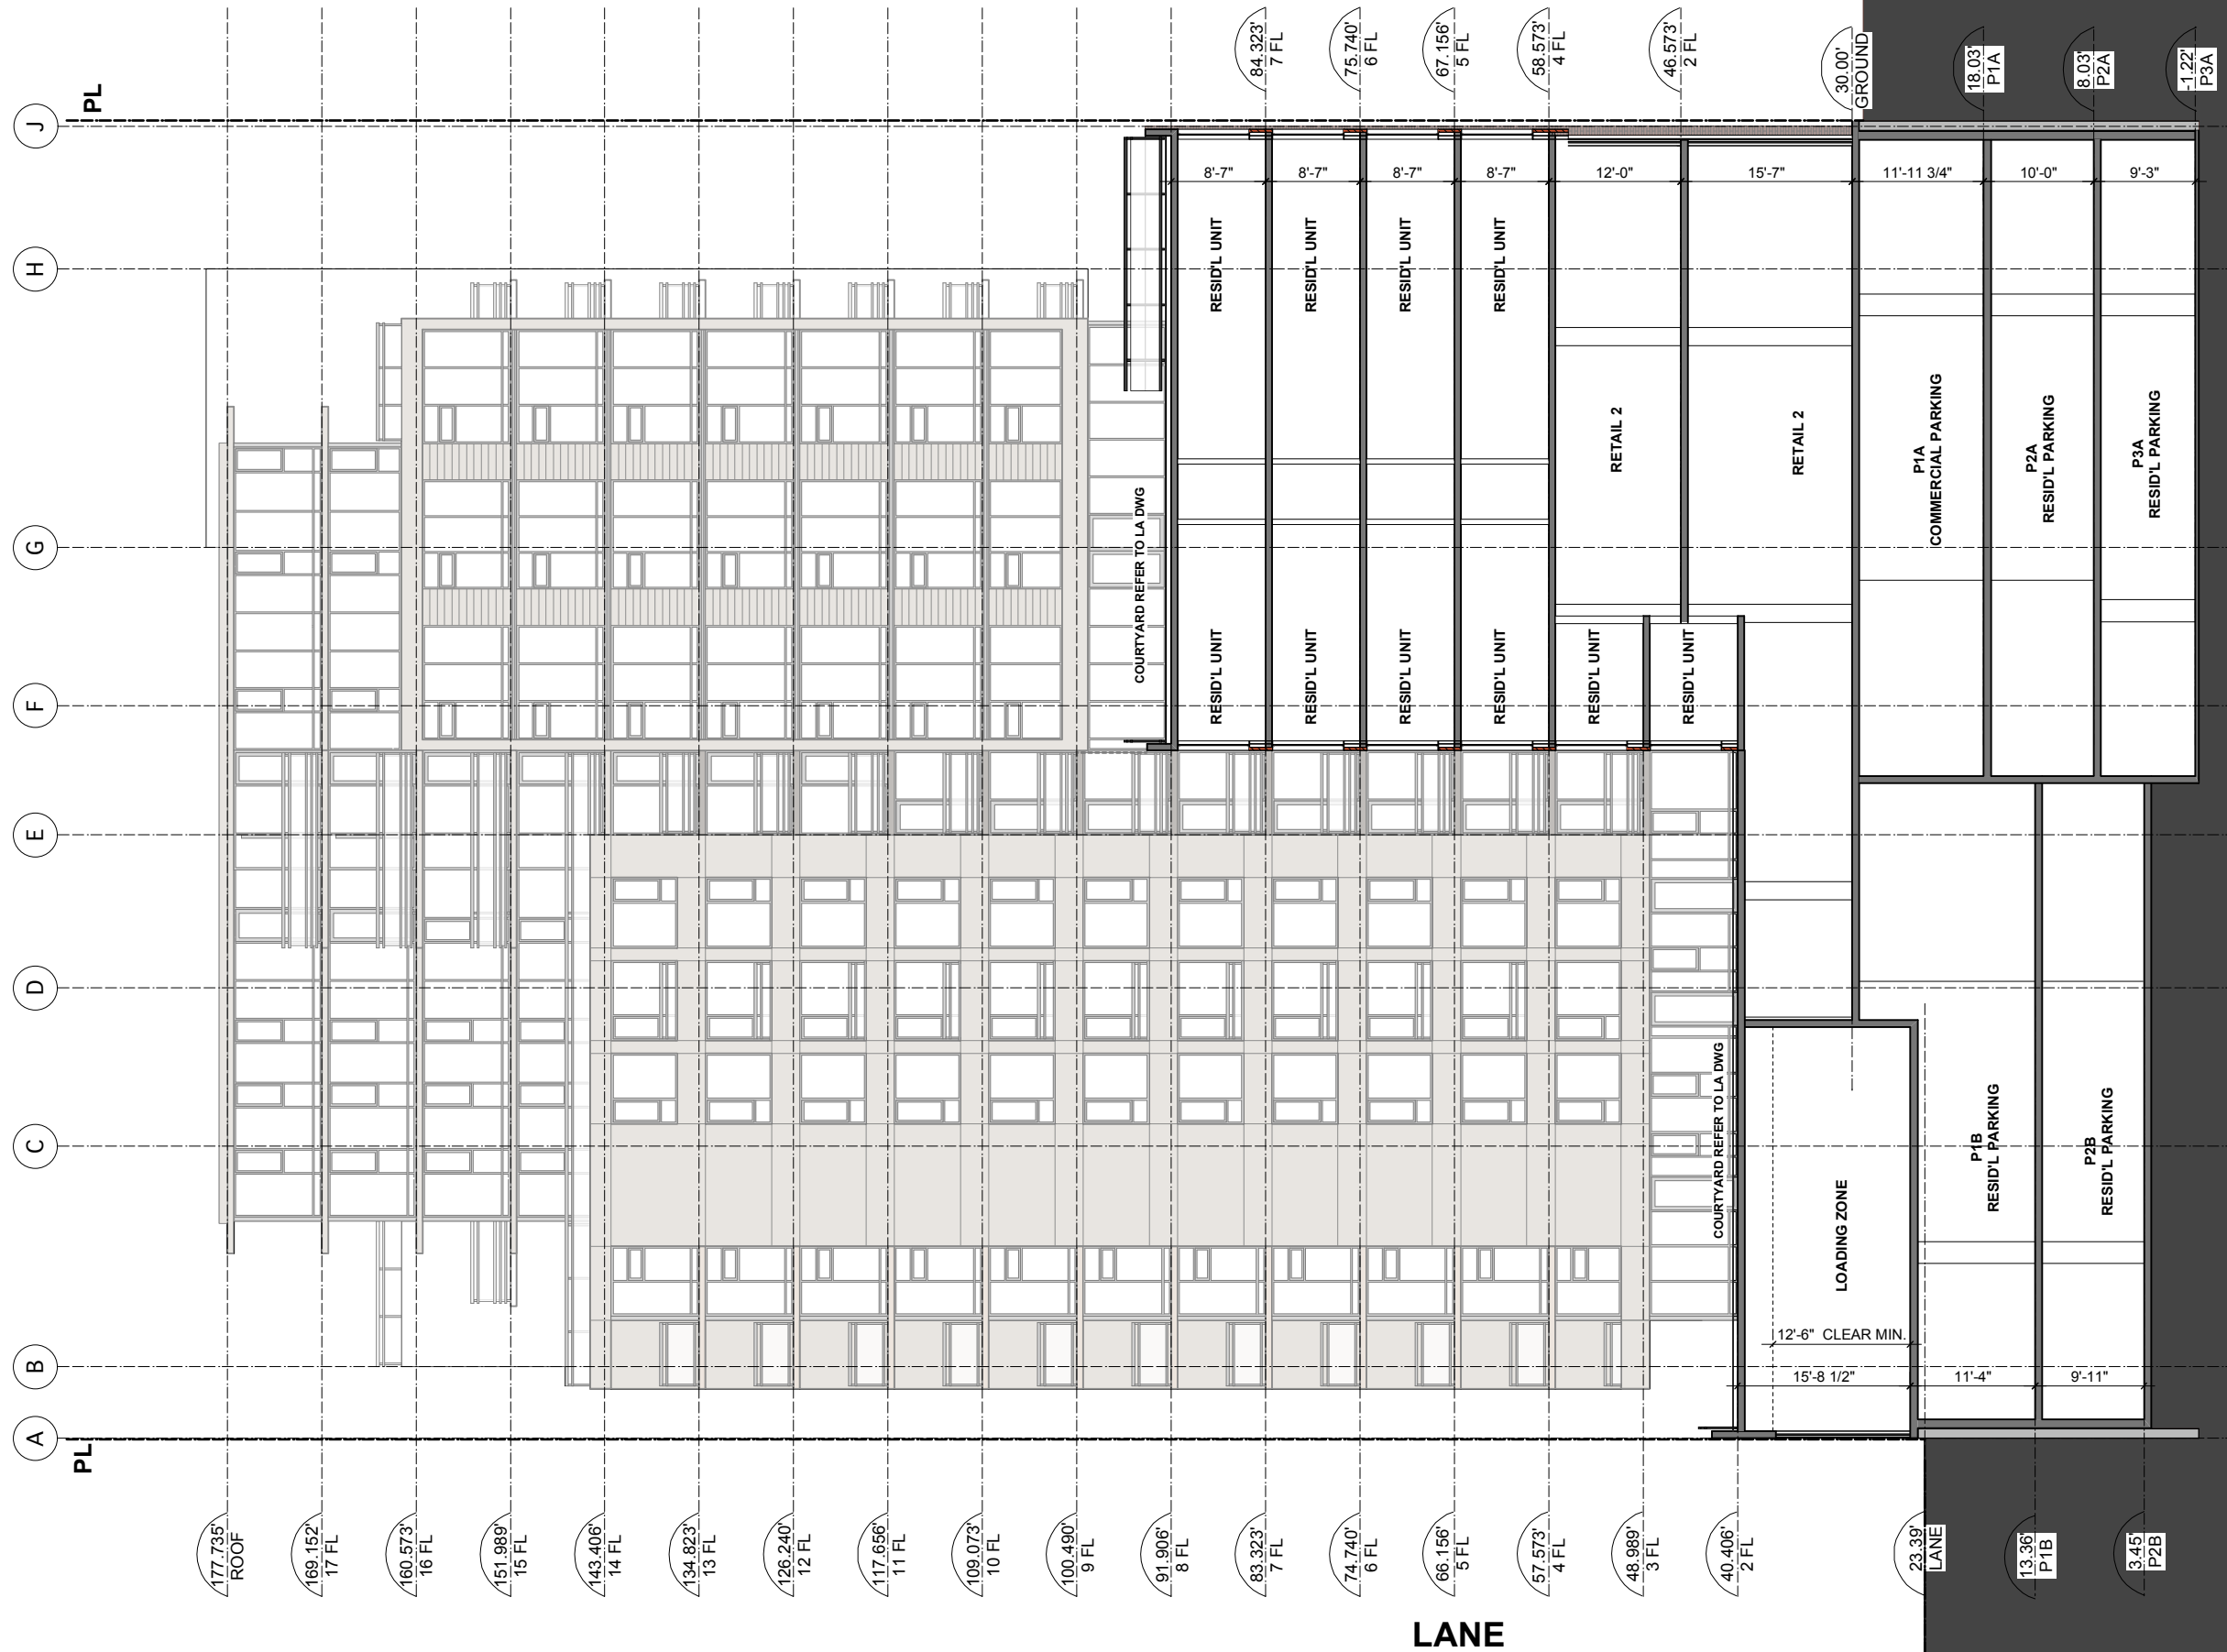 J
H
G
F
E
D
C
B
A
PL
PL
84.323'
7 FL
75.740'
6 FL
67.156'
5 FL
58.573'
4 FL
46.573'
2 FL
30.00'
GROUND
18.03'
P1A
8.03'
P2A
-1.22'
P3A
8'-7"
8'-7"
8'-7"
8'-7"
12'-0"
15'-7"
11'-11 3/4"
10'-0"
9'-3"
RESID'L UNIT
RESID'L UNIT
RESID'L UNIT
RESID'L UNIT
RETAIL 2
RETAIL 2
P1A
COMMERCIAL PARKING
P2A
RESID'L PARKING
P3A
RESID'L PARKING
COURTYARD REFER TO LA DWG
RESID'L UNIT
RESID'L UNIT
RESID'L UNIT
RESID'L UNIT
RESID'L UNIT
RESID'L UNIT
COURTYARD REFER TO LA DWG
LOADING ZONE
P1B
RESID'L PARKING
P2B
RESID'L PARKING
12'-6" CLEAR MIN.
15'-8 1/2"
11'-4"
9'-11"
177.735'
ROOF
169.152'
17 FL
160.573'
16 FL
151.989'
15 FL
143.406'
14 FL
134.823'
13 FL
126.240'
12 FL
117.656'
11 FL
109.073'
10 FL
100.490'
9 FL
91.906'
8 FL
83.323'
7 FL
74.740'
6 FL
66.156'
5 FL
57.573'
4 FL
48.989'
3 FL
40.406'
2 FL
23.39'
LANE
13.36'
P1B
3.45'
P2B
LANE